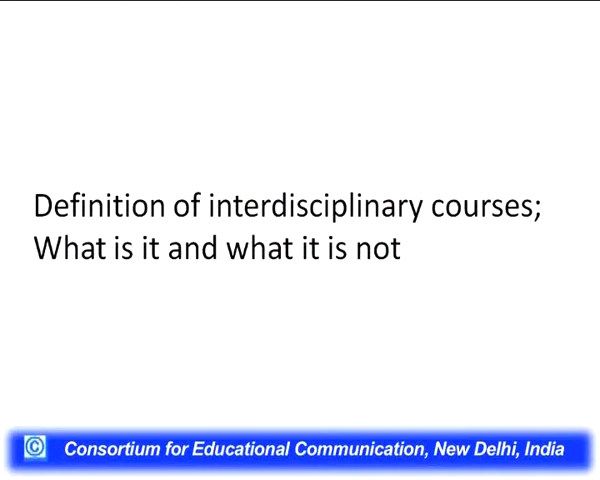 Definition of interdisciplinary courses;
What is it and what it is not
© Consortium for Educational Communication, New Delhi, India